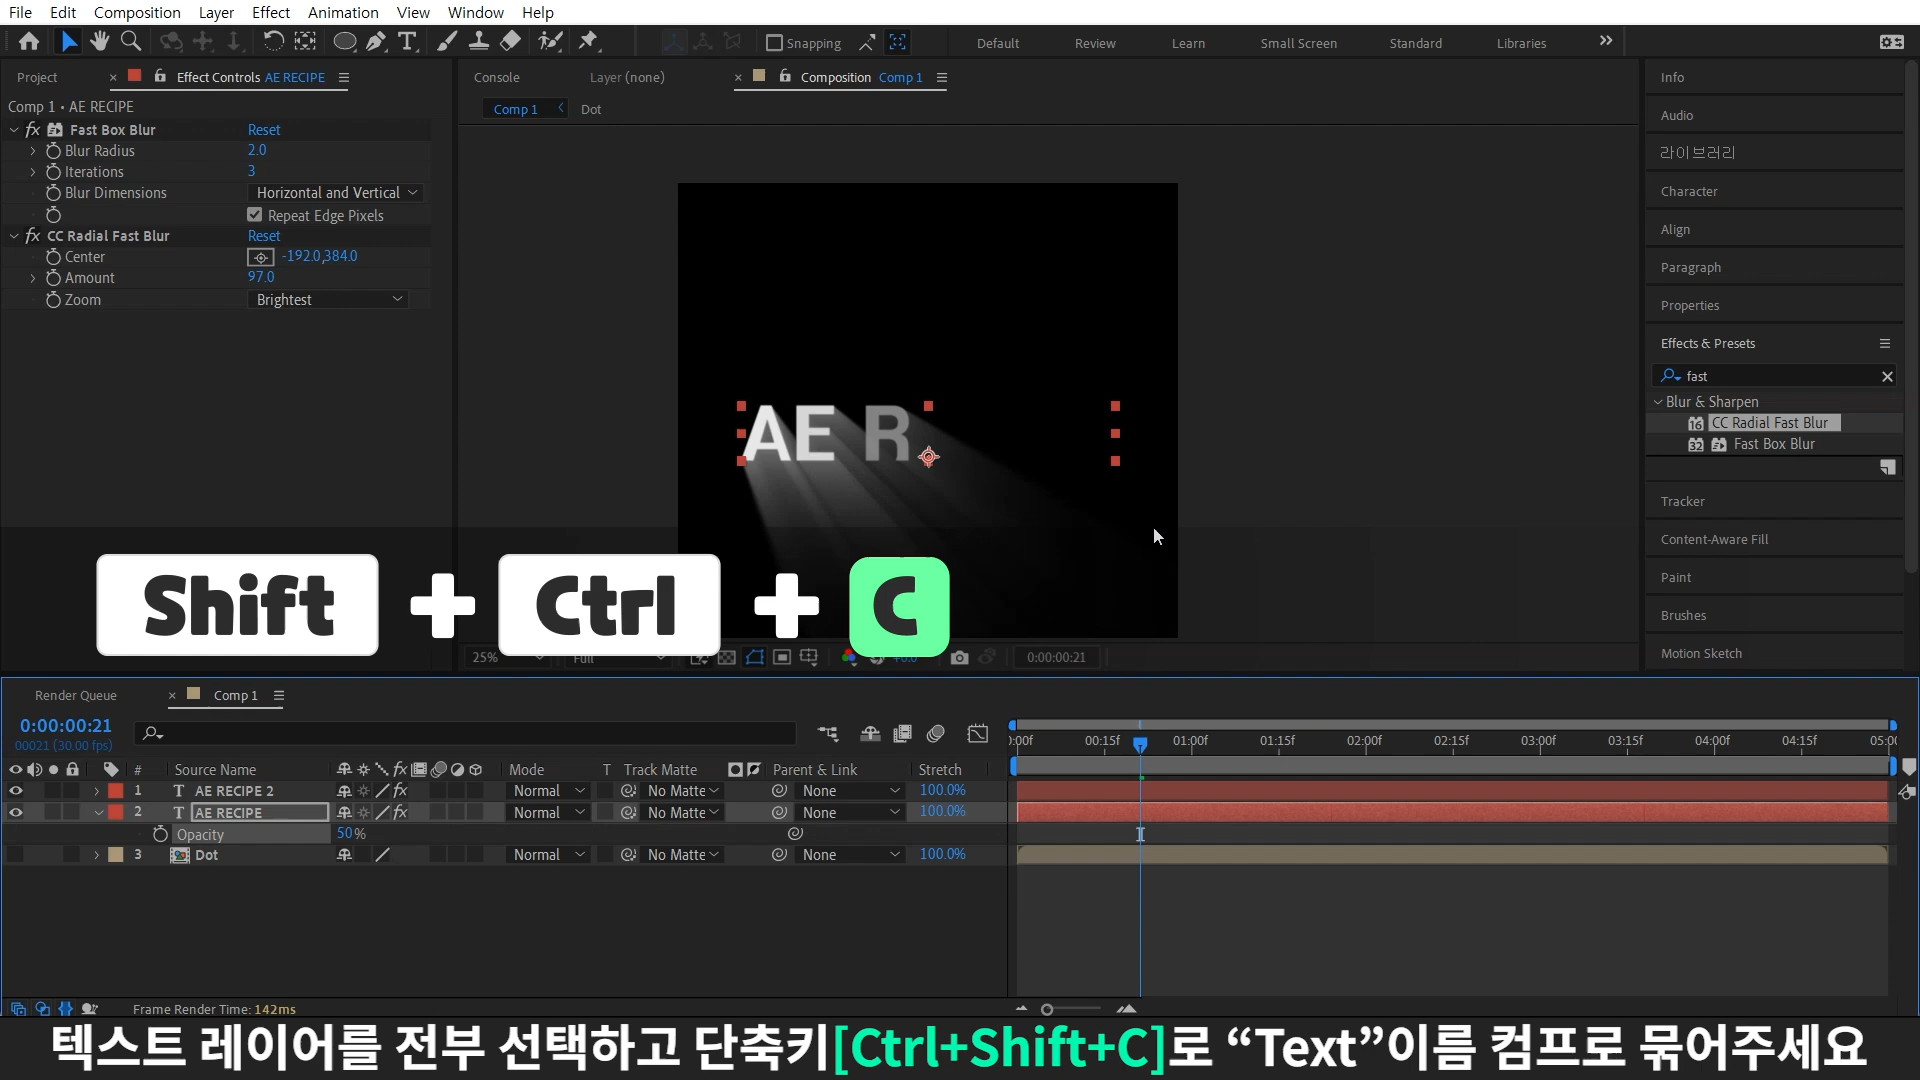 File Edit Composition Layer Effect Animation View Window Help
Snapping Default Review Learn Small Screen Standard Libraries
Project × Effect Controls AE RECIPE
Comp 1 • AE RECIPE
fx Fast Box Blur Reset
Blur Radius 2.0
Iterations 3
Blur Dimensions Horizontal and Vertical
Repeat Edge Pixels
fx CC Radial Fast Blur Reset
Center -192.0,384.0
Amount 97.0
Zoom Brightest
Console Layer (none) × Composition Comp 1
Comp 1 Dot
AE R
Info
Audio
라이브러리
Character
Align
Paragraph
Properties
Effects & Presets
fast
Blur & Sharpen
16 CC Radial Fast Blur
32 Fast Box Blur
Tracker
Content-Aware Fill
Paint
Brushes
Motion Sketch
Shift + Ctrl + C
25% Full +0.0 0:00:00:21
Render Queue × Comp 1
0:00:00:21
00021 (30.00 fps)
):00f 00:15f 01:00f 01:15f 02:00f 02:15f 03:00f 03:15f 04:00f 04:15f 05:00
# Source Name fx Mode T Track Matte Parent & Link Stretch
1 T AE RECIPE 2 fx Normal No Matte None 100.0%
2 T AE RECIPE fx Normal No Matte None 100.0%
Opacity 50%
3 Dot Normal No Matte None 100.0%
Frame Render Time: 142ms
텍스트 레이어를 전부 선택하고 단축키[Ctrl+Shift+C]로 “Text”이름 컴프로 묶어주세요